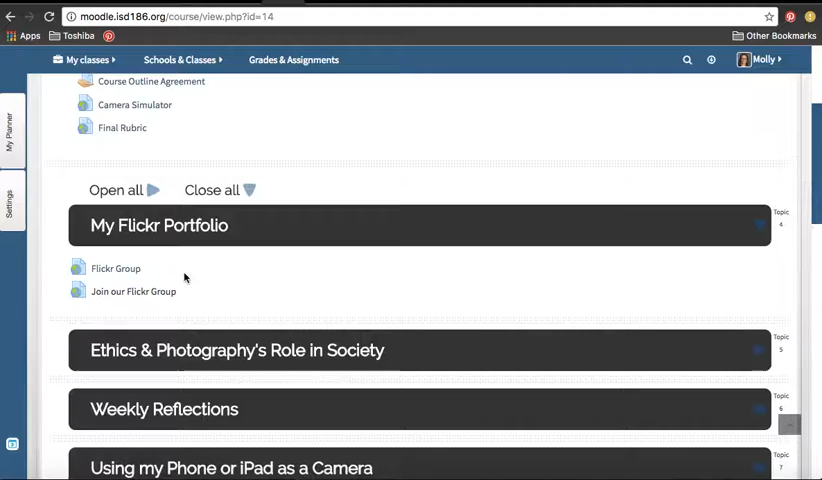 moodle.isd186.org/course/view.php?id=14
Apps Toshiba Other Bookmarks
My classes Schools & Classes Grades & Assignments Molly
My Planner
Settings
Course Outline Agreement
Camera Simulator
Final Rubric
Open all Close all
My Flickr Portfolio
Topic
4
Flickr Group
Join our Flickr Group
Ethics & Photography's Role in Society
Topic
5
Weekly Reflections
Topic
6
Using my Phone or iPad as a Camera
Topic
7